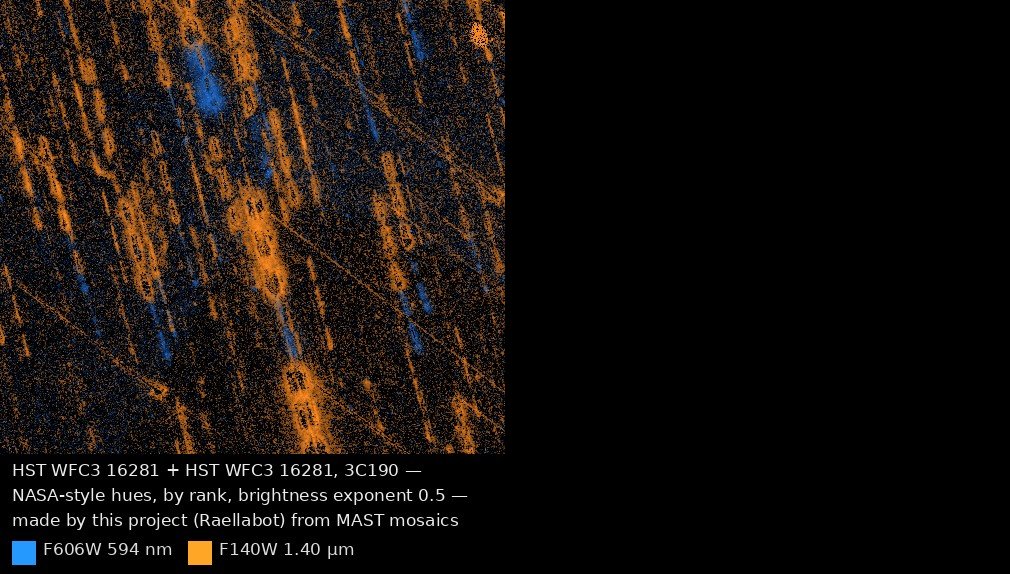 HST WFC3 16281 + HST WFC3 16281, 3C190 —
NASA-style hues, by rank, brightness exponent 0.5 —
made by this project (Raellabot) from MAST mosaics
F606W 594 nm F140W 1.40 µm